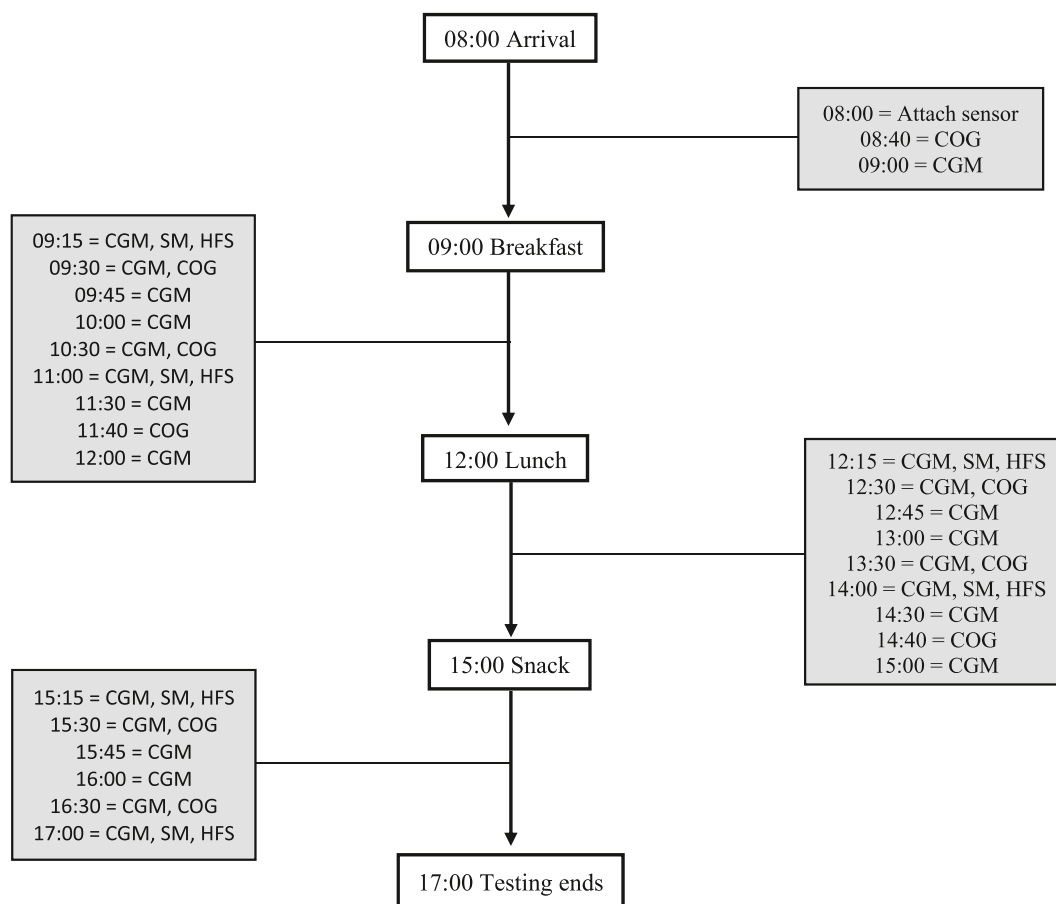 08:00 Arrival
08:00 = Attach sensor
08:40 = COG
09:00 = CGM
09:00 Breakfast
09:15 = CGM, SM, HFS
09:30 = CGM, COG
09:45 = CGM
10:00 = CGM
10:30 = CGM, COG
11:00 = CGM, SM, HFS
11:30 = CGM
11:40 = COG
12:00 = CGM
12:00 Lunch
12:15 = CGM, SM, HFS
12:30 = CGM, COG
12:45 = CGM
13:00 = CGM
13:30 = CGM, COG
14:00 = CGM, SM, HFS
14:30 = CGM
14:40 = COG
15:00 = CGM
15:00 Snack
15:15 = CGM, SM, HFS
15:30 = CGM, COG
15:45 = CGM
16:00 = CGM
16:30 = CGM, COG
17:00 = CGM, SM, HFS
17:00 Testing ends